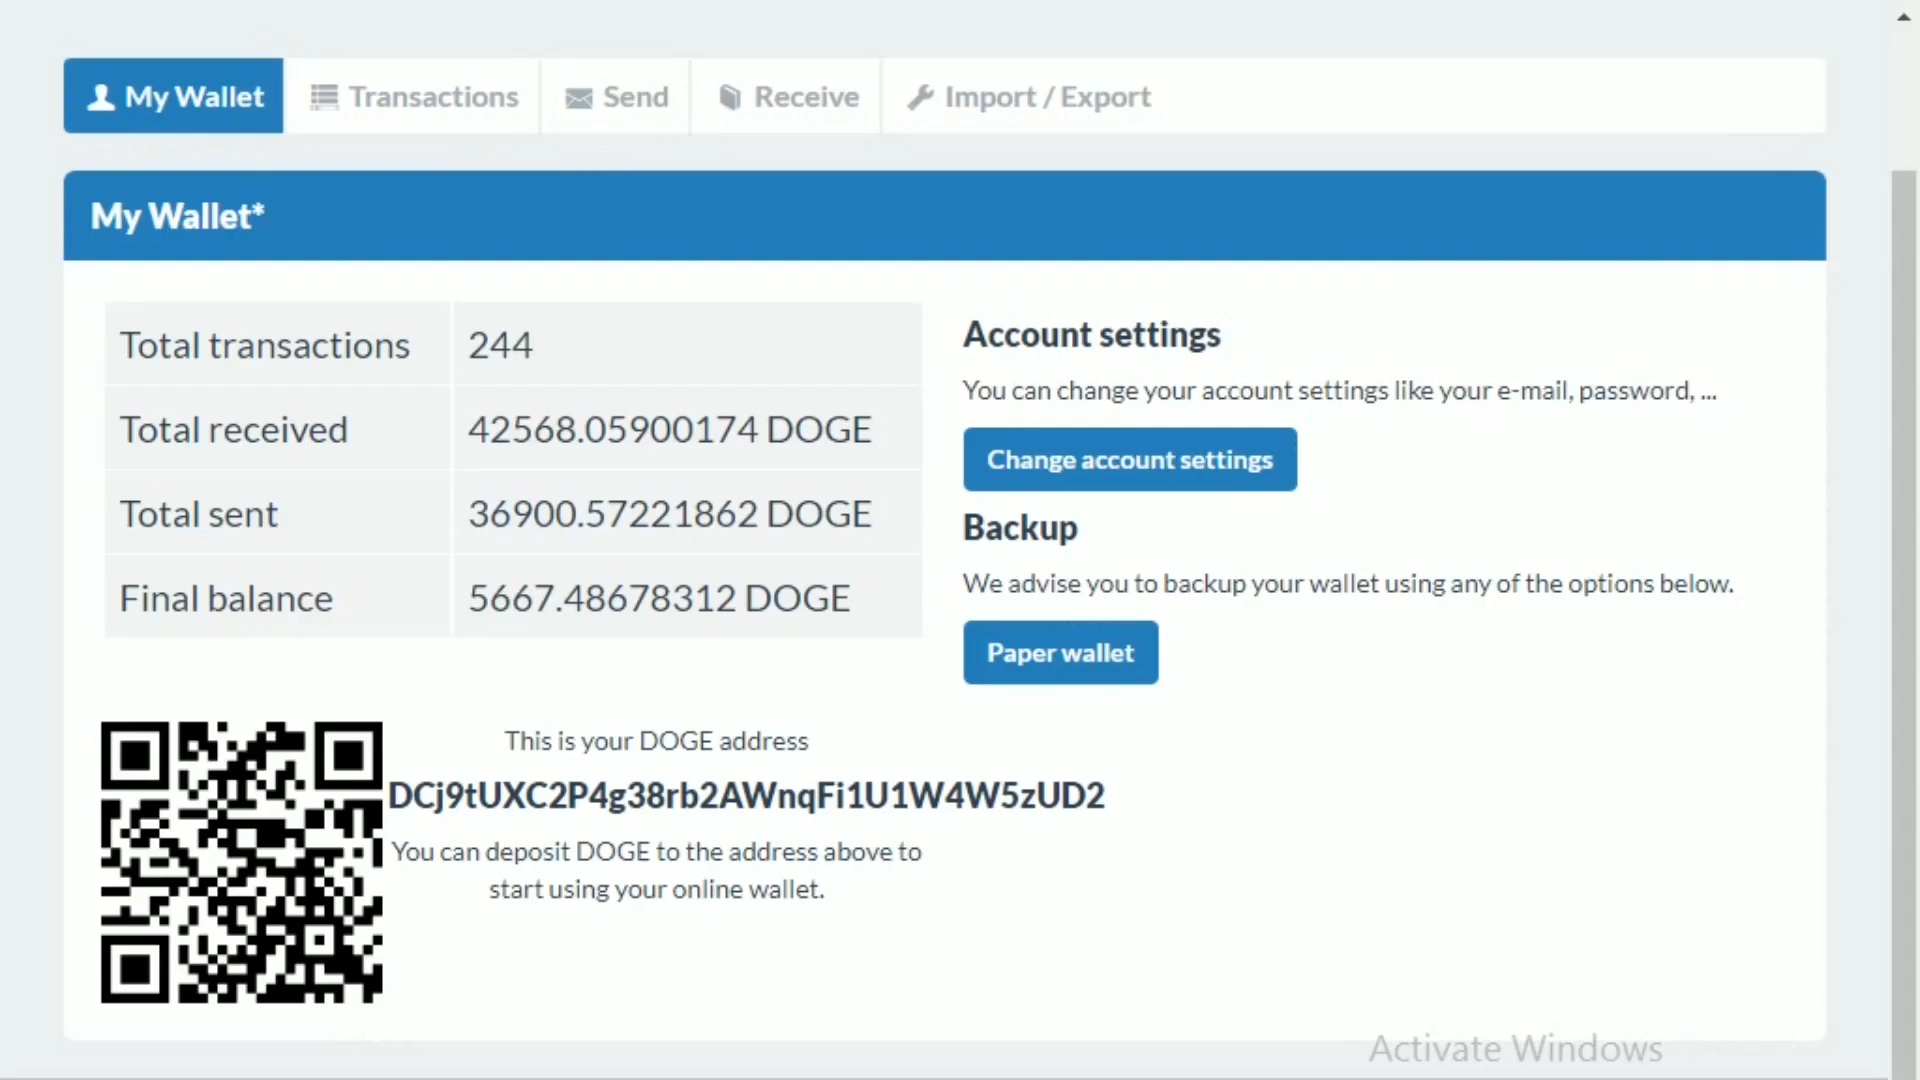 My Wallet
Transactions
Send
Receive
Import / Export
My Wallet*
Total transactions 244
Total received 42568.05900174 DOGE
Total sent 36900.57221862 DOGE
Final balance 5667.48678312 DOGE
Account settings
You can change your account settings like your e-mail, password, ...
Change account settings
Backup
We advise you to backup your wallet using any of the options below.
Paper wallet
This is your DOGE address
DCj9tUXC2P4g38rb2AWnqFi1U1W4W5zUD2
You can deposit DOGE to the address above to
start using your online wallet.
Activate Windows